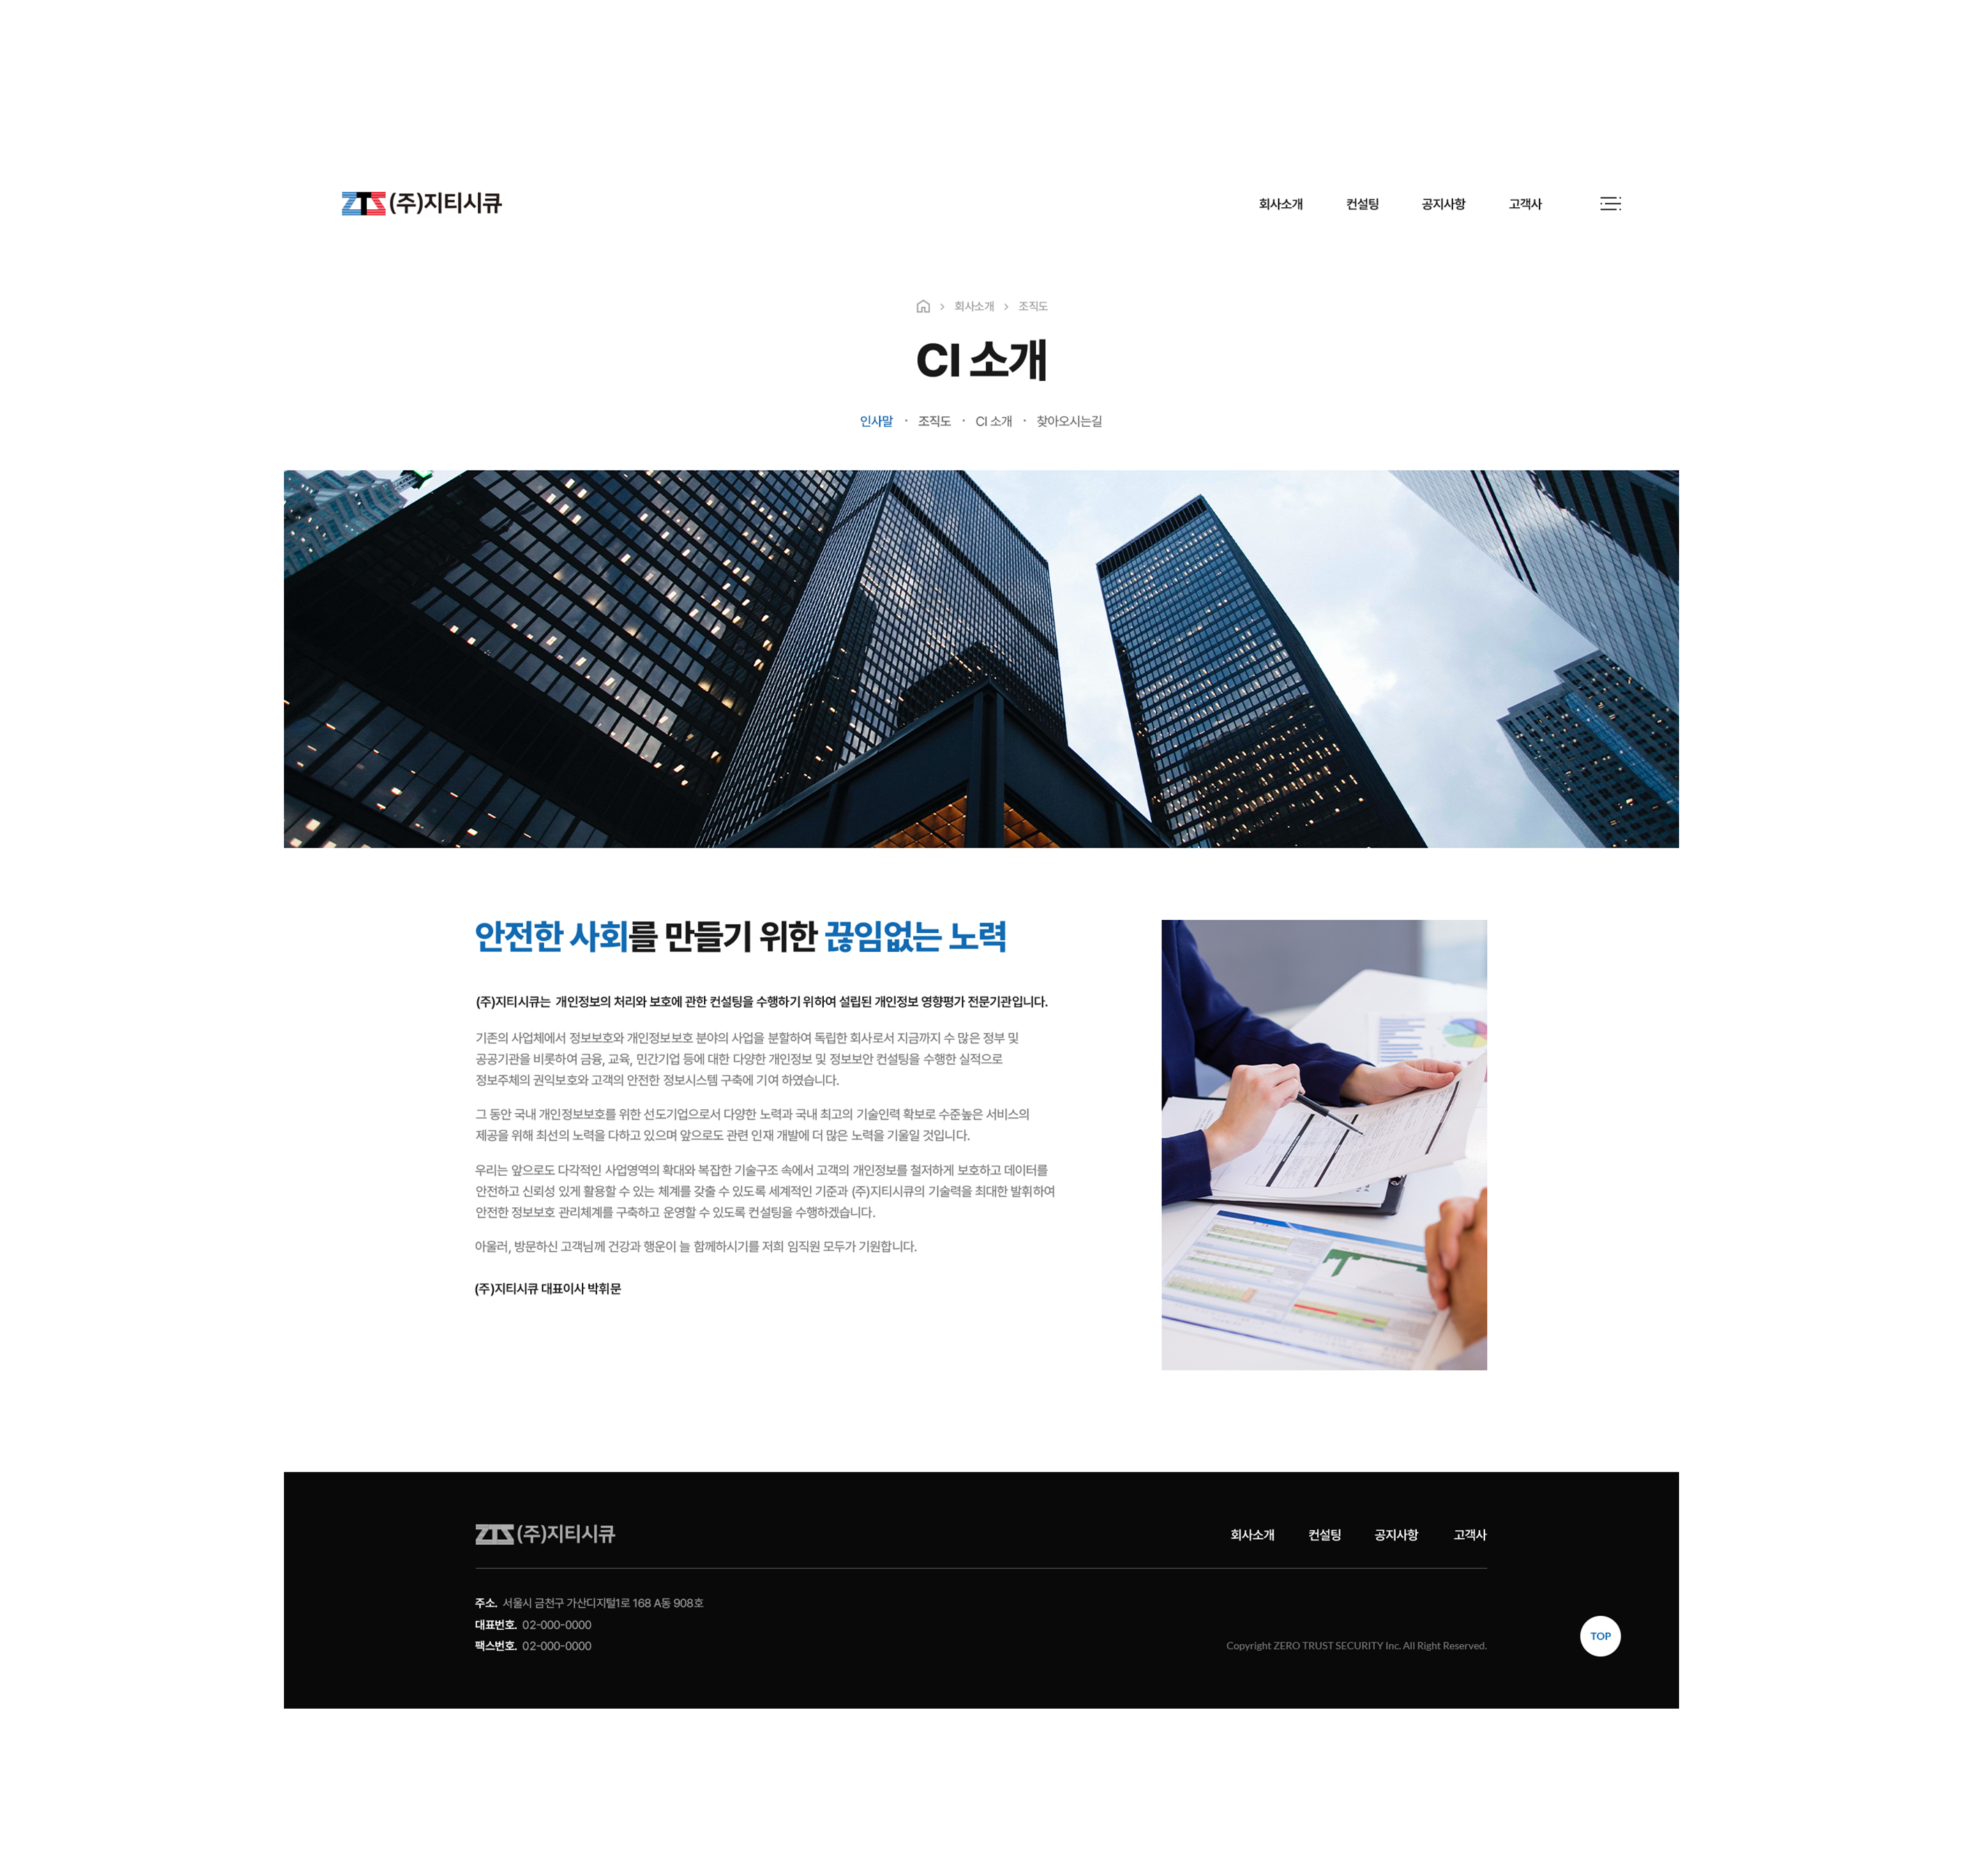 ZTS (주)지티시큐
회사소개 컨설팅 공지사항 고객사
> 회사소개 > 조직도
CI 소개
인사말 · 조직도 · CI 소개 · 찾아오시는길
안전한 사회를 만들기 위한 끊임없는 노력
(주)지티시큐는 개인정보의 처리와 보호에 관한 컨설팅을 수행하기 위하여 설립된 개인정보 영향평가 전문기관입니다.
기존의 사업체에서 정보보호와 개인정보보호 분야의 사업을 분할하여 독립한 회사로서 지금까지 수 많은 정부 및
공공기관을 비롯하여 금융, 교육, 민간기업 등에 대한 다양한 개인정보 및 정보보안 컨설팅을 수행한 실적으로
정보주체의 권익보호와 고객의 안전한 정보시스템 구축에 기여 하였습니다.
그 동안 국내 개인정보보호를 위한 선도기업으로서 다양한 노력과 국내 최고의 기술인력 확보로 수준높은 서비스의
제공을 위해 최선의 노력을 다하고 있으며 앞으로도 관련 인재 개발에 더 많은 노력을 기울일 것입니다.
우리는 앞으로도 다각적인 사업영역의 확대와 복잡한 기술구조 속에서 고객의 개인정보를 철저하게 보호하고 데이터를
안전하고 신뢰성 있게 활용할 수 있는 체계를 갖출 수 있도록 세계적인 기준과 (주)지티시큐의 기술력을 최대한 발휘하여
안전한 정보보호 관리체계를 구축하고 운영할 수 있도록 컨설팅을 수행하겠습니다.
아울러, 방문하신 고객님께 건강과 행운이 늘 함께하시기를 저희 임직원 모두가 기원합니다.
(주)지티시큐 대표이사 박휘문
ZTS (주)지티시큐
회사소개 컨설팅 공지사항 고객사
주소. 서울시 금천구 가산디지털1로 168 A동 908호
대표번호. 02-000-0000
팩스번호. 02-000-0000
Copyright ZERO TRUST SECURITY Inc. All Right Reserved.
TOP